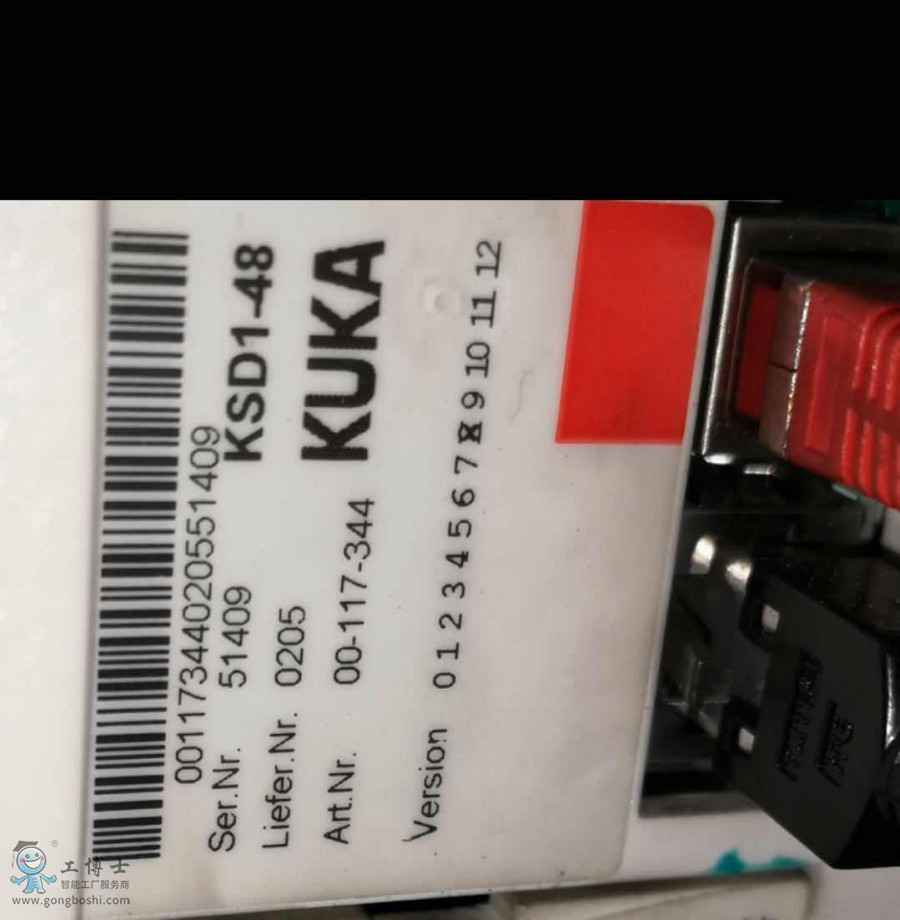 0011734402055​1409
Ser.Nr. 51409 KSD1-48
Liefer.Nr. 0205
Art.Nr. 00-117-344 KUKA
Version 0 1 2 3 4 5 6 7 8 9 10 11 12
工博士
智能工厂服务商
www.gongboshi.com